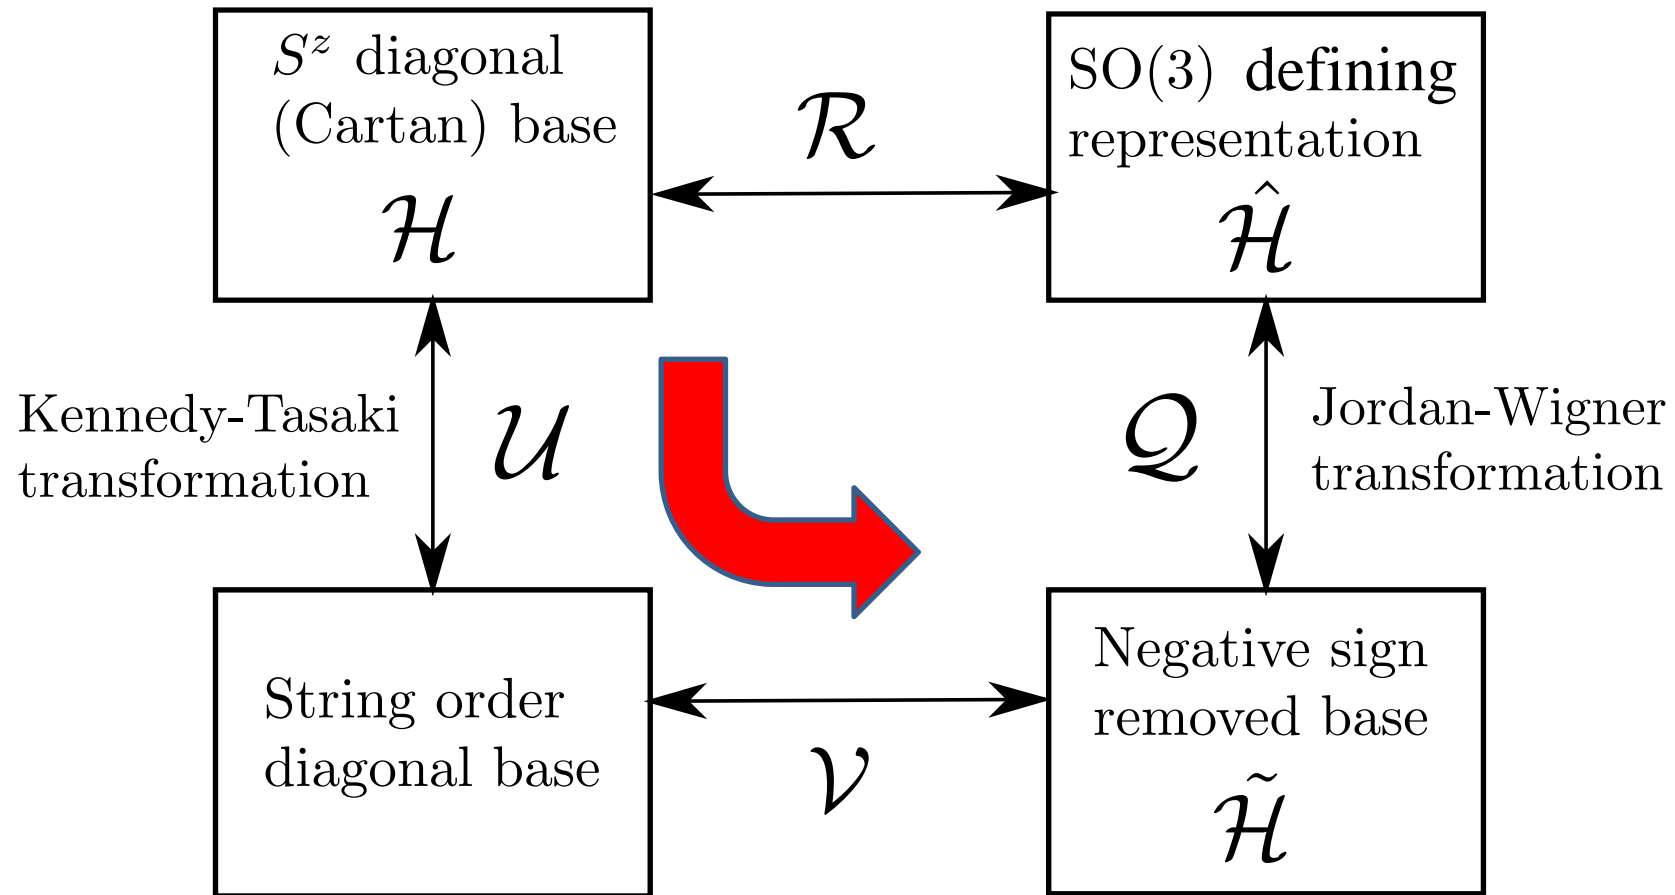 S^z diagonal
(Cartan) base
ℋ
ℛ
SO(3) defining
representation
ℋ̂
Kennedy-Tasaki
transformation
𝒰
𝒬
Jordan-Wigner
transformation
String order
diagonal base
𝒱
Negative sign
removed base
ℋ̃